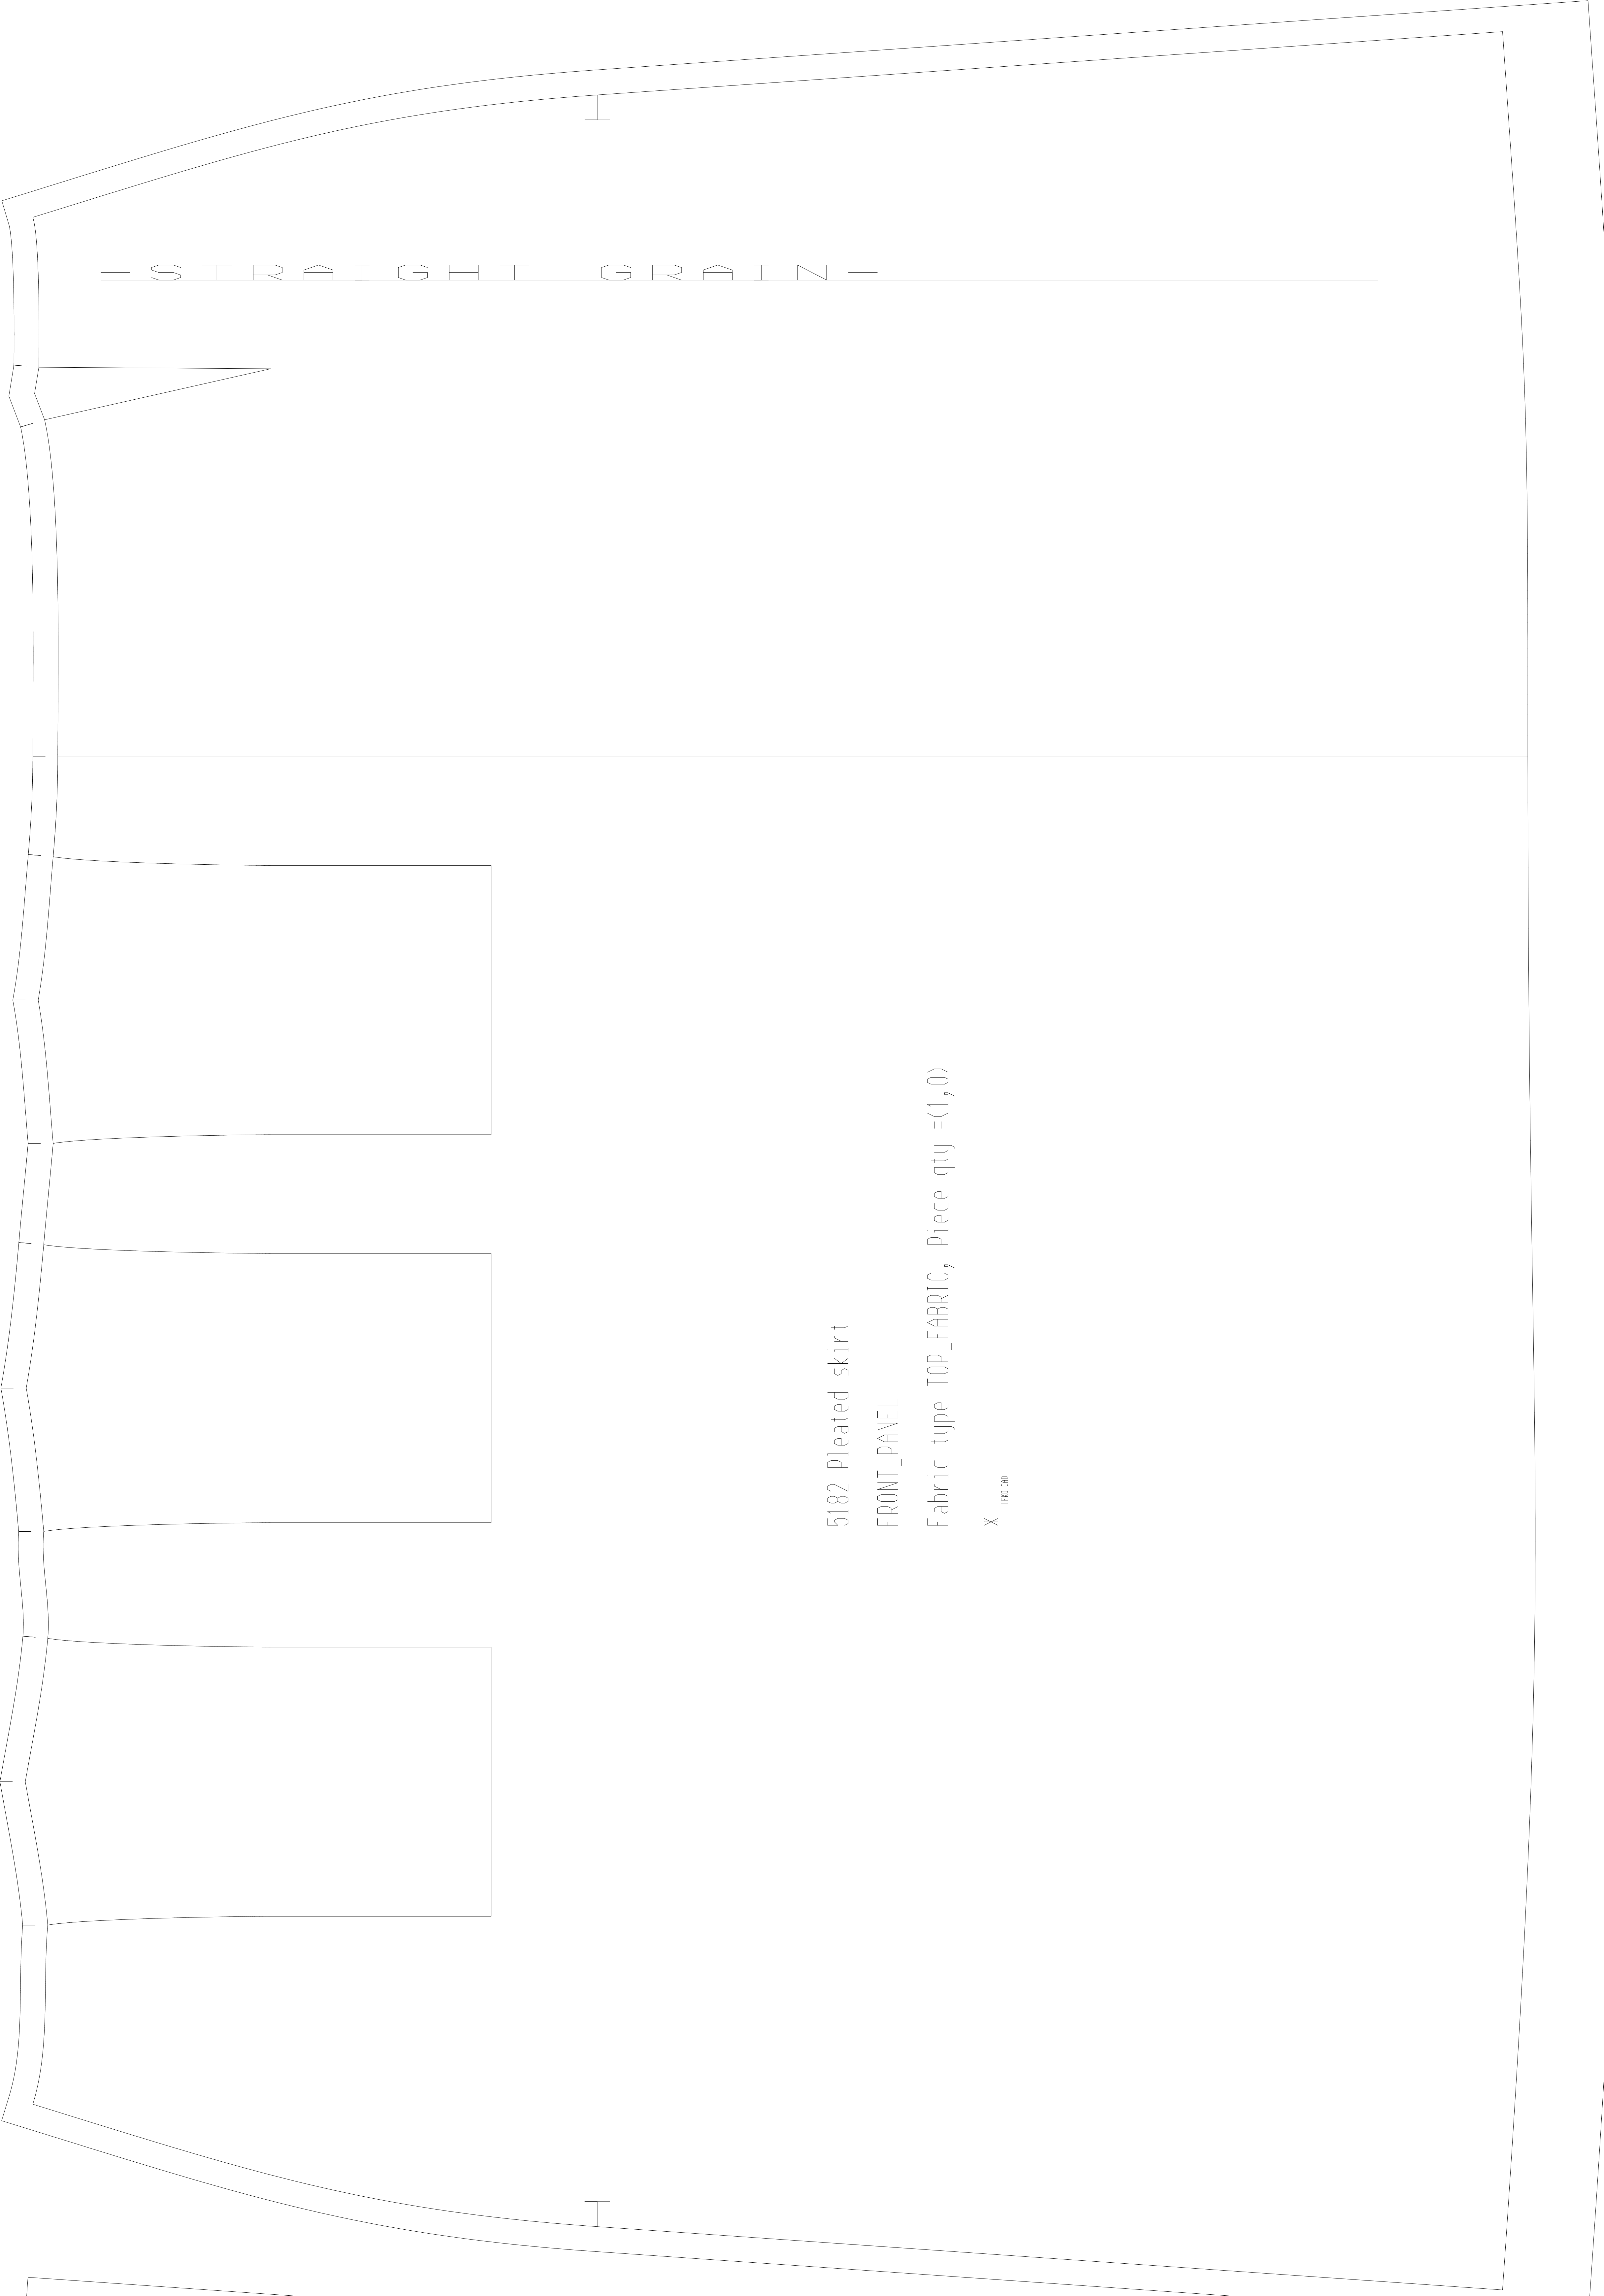 -STRAIGHT GRAIN-
5182 Pleated skirt
FRONT_PANEL
Fabric type TOP_FABRIC, Piece qty =(1,0)
* LEKO CAD